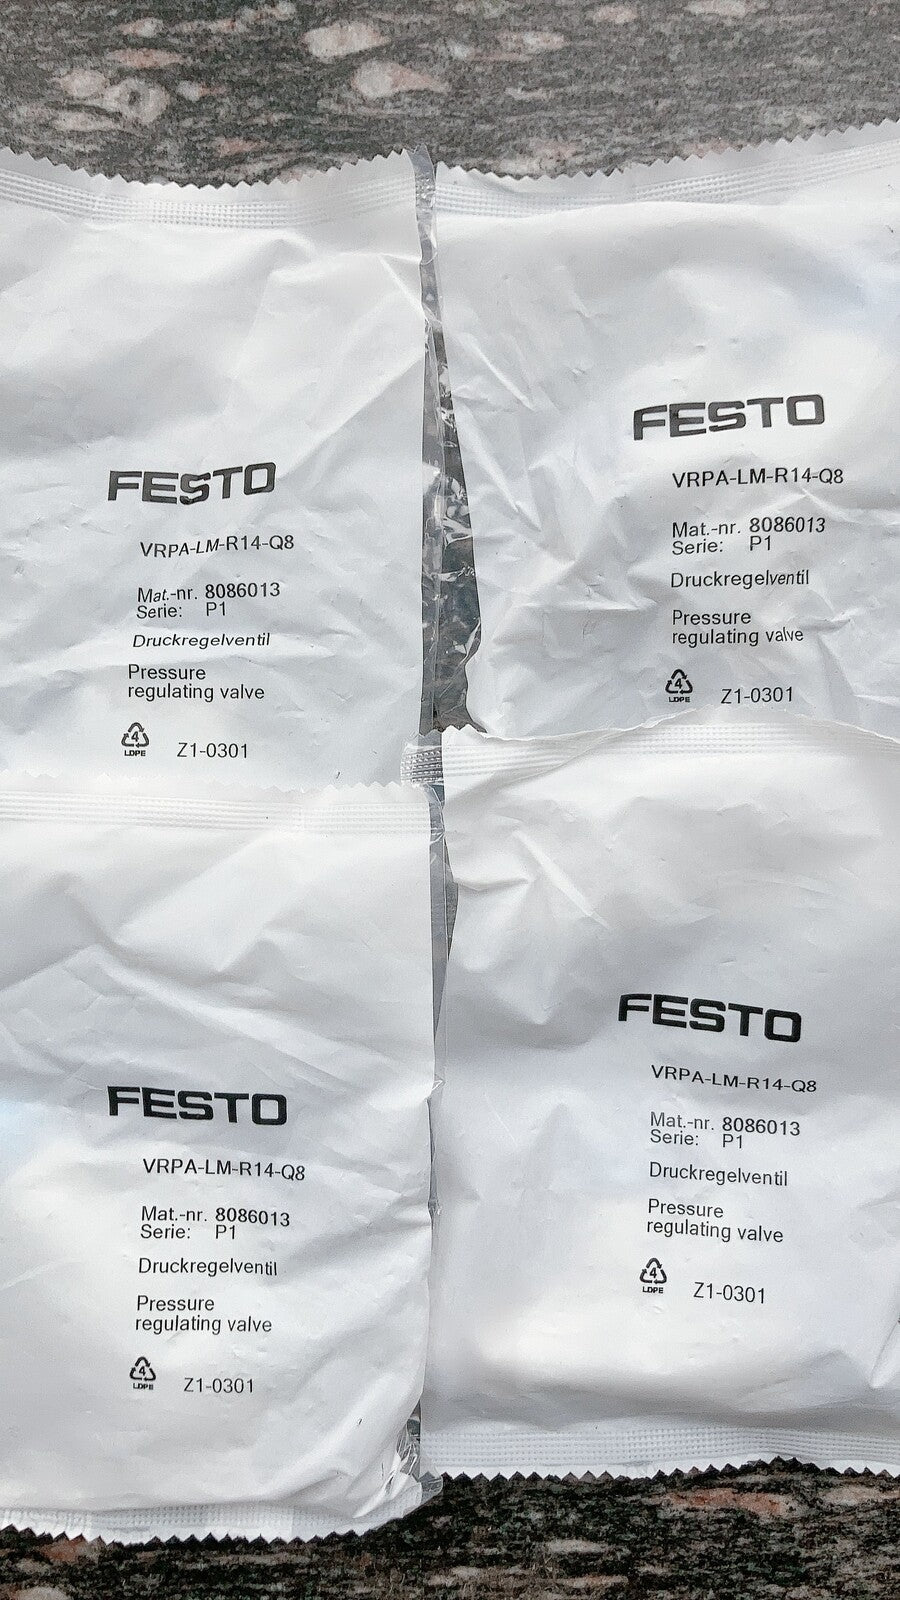 FESTO
VRPA-LM-R14-Q8
Mat.-nr. 8086013
Serie: P1
Druckregelventil
Pressure
regulating valve
4
LDPE
Z1-0301
FESTO
VRPA-LM-R14-Q8
Mat.-nr. 8086013
Serie: P1
Druckregelventil
Pressure
regulating valve
4
LDPE
Z1-0301
FESTO
VRPA-LM-R14-Q8
Mat.-nr. 8086013
Serie: P1
Druckregelventil
Pressure
regulating valve
4
LDPE
Z1-0301
FESTO
VRPA-LM-R14-Q8
Mat.-nr. 8086013
Serie: P1
Druckregelventil
Pressure
regulating valve
4
LDPE
Z1-0301